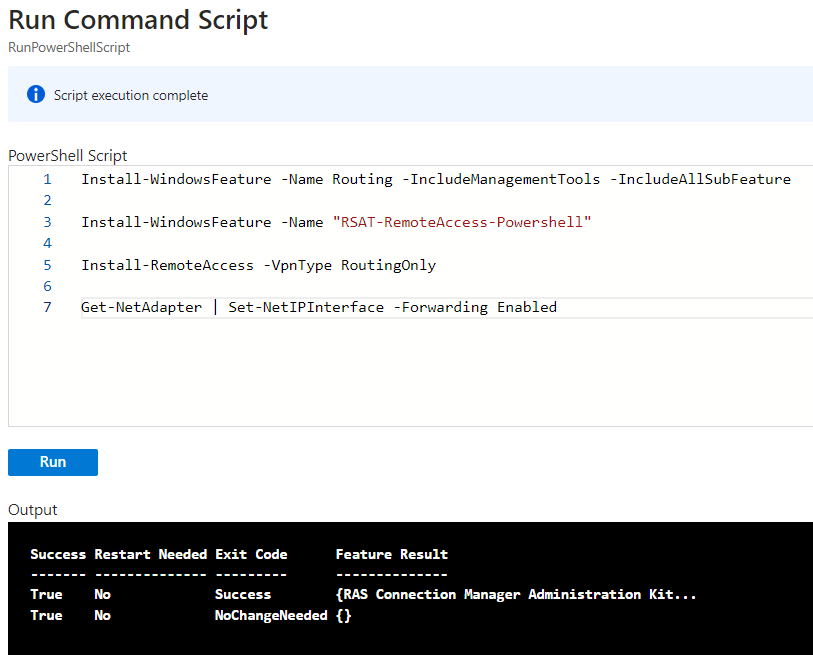 Run Command Script
RunPowerShellScript
Script execution complete
PowerShell Script
1 Install-WindowsFeature -Name Routing -IncludeManagementTools -IncludeAllSubFeature
2
3 Install-WindowsFeature -Name "RSAT-RemoteAccess-Powershell"
4
5 Install-RemoteAccess -VpnType RoutingOnly
6
7 Get-NetAdapter | Set-NetIPInterface -Forwarding Enabled
Run
Output
Success Restart Needed Exit Code      Feature Result
------- -------------- ---------      --------------
True    No             Success        {RAS Connection Manager Administration Kit...
True    No             NoChangeNeeded {}